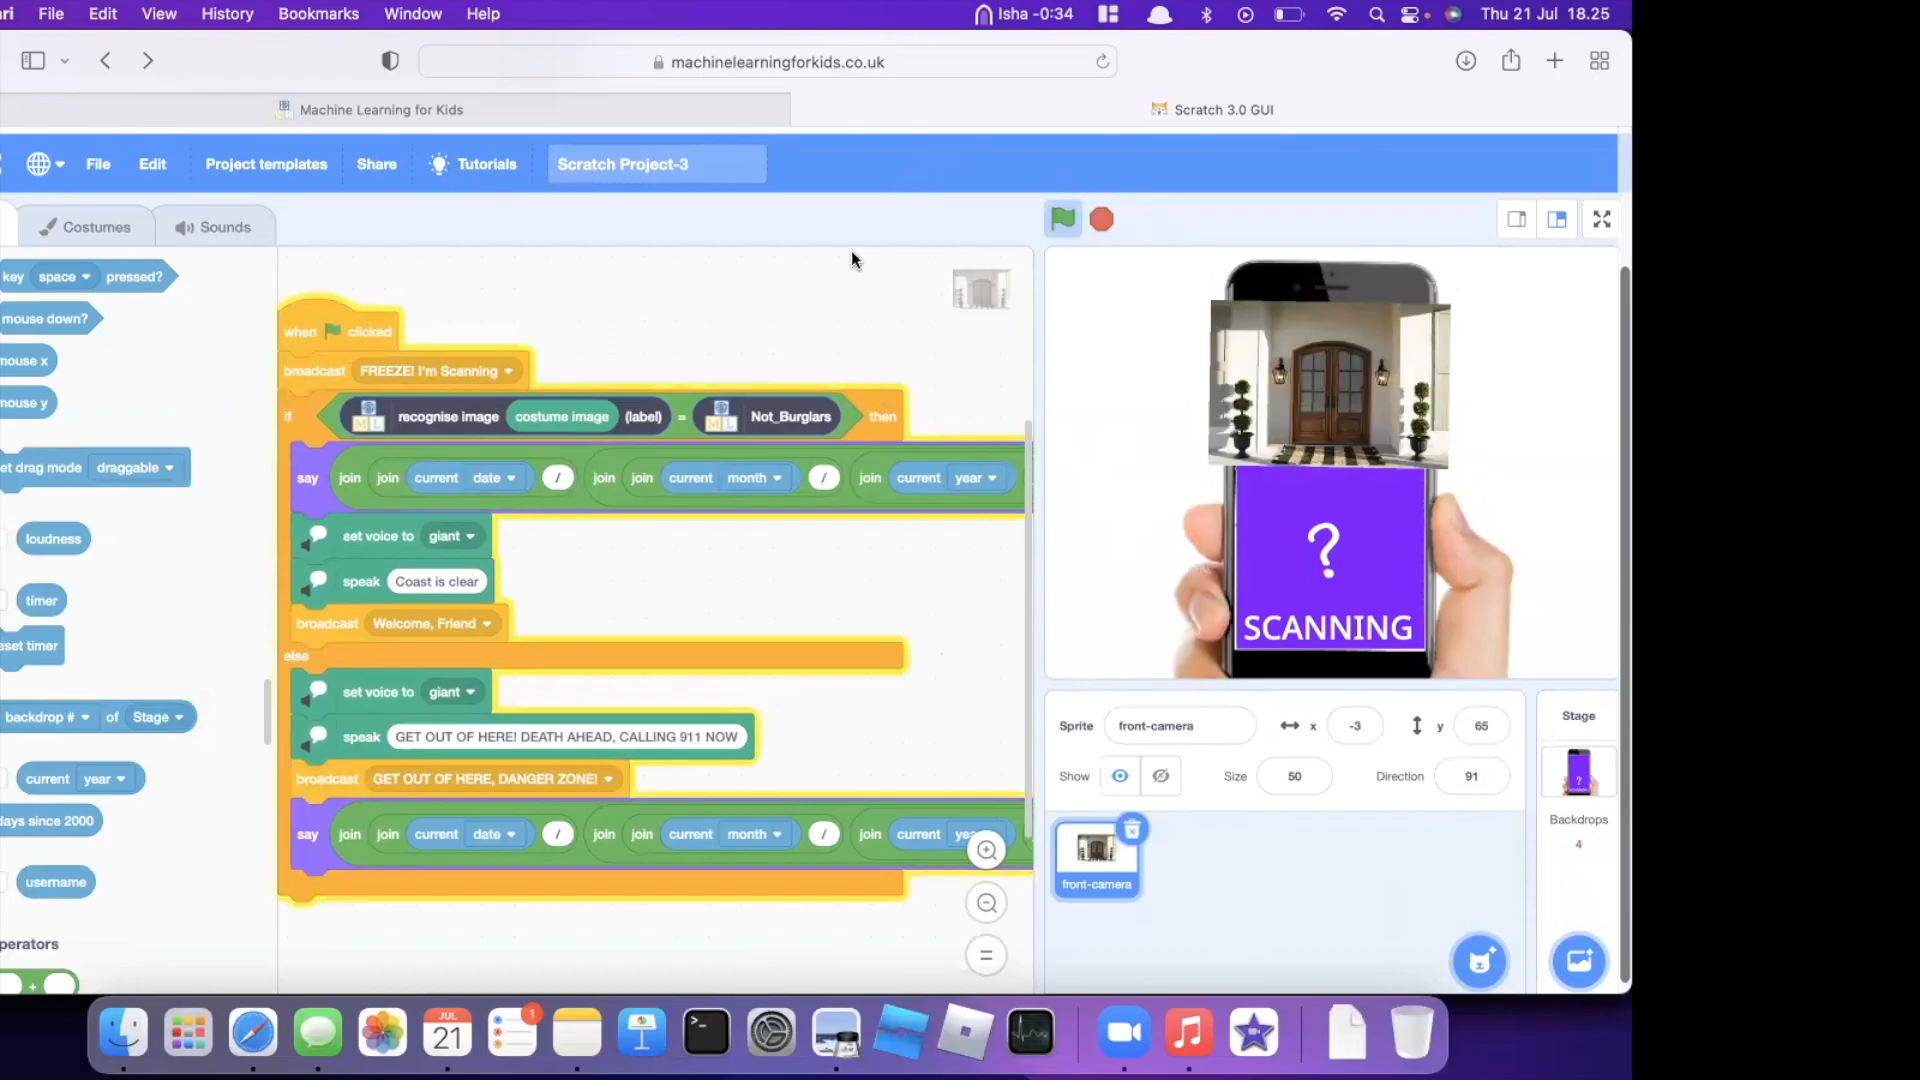 ri File Edit View History Bookmarks Window Help Isha -0:34 Thu 21 Jul 18.25
machinelearningforkids.co.uk
Machine Learning for Kids Scratch 3.0 GUI
File Edit Project templates Share Tutorials Scratch Project-3
Costumes Sounds
key space pressed?
mouse down?
mouse x
mouse y
et drag mode draggable
loudness
timer
eset timer
backdrop # of Stage
current year
days since 2000
username
perators
+
when clicked
broadcast FREEZE! I'm Scanning
if recognise image costume image (label) = Not_Burglars then
say join join current date / join join current month / join current year
set voice to giant
speak Coast is clear
broadcast Welcome, Friend
else
set voice to giant
speak GET OUT OF HERE! DEATH AHEAD, CALLING 911 NOW
broadcast GET OUT OF HERE, DANGER ZONE!
say join join current date / join join current month / join current yea
?
SCANNING
Sprite front-camera x -3 y 65
Show Size 50 Direction 91
front-camera
Stage
Backdrops
4
JUL
21
1